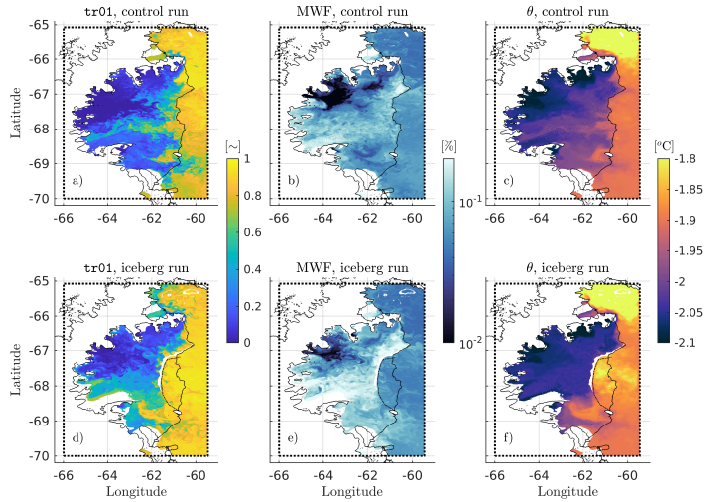 tr01, control run
MWF, control run
θ, control run
-65
-66
-67
-68
-69
-70
Latitude
a)
b)
c)
-66 -64 -62 -60
-66 -64 -62 -60
-66 -64 -62 -60
[~]
1
0.8
0.6
0.4
0.2
0
[%]
10⁻¹
10⁻²
[°C]
-1.8
-1.85
-1.9
-1.95
-2
-2.05
-2.1
tr01, iceberg run
MWF, iceberg run
θ, iceberg run
-65
-66
-67
-68
-69
-70
Latitude
d)
e)
f)
-66 -64 -62 -60
-66 -64 -62 -60
-66 -64 -62 -60
Longitude
Longitude
Longitude